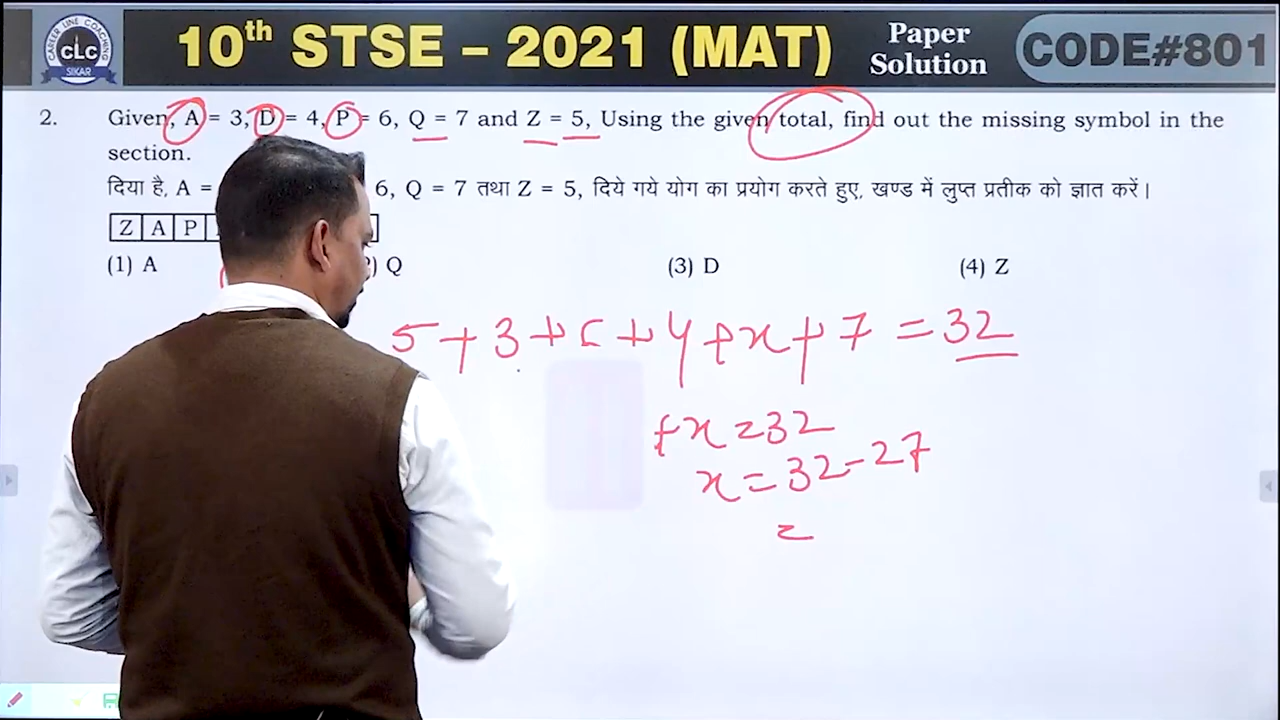 CAREER LINE COACHING
CLC
SIKAR
10th STSE – 2021 (MAT)
Paper Solution
CODE#801
2. Given, A = 3, D = 4, P = 6, Q = 7 and Z = 5, Using the given total, find out the missing symbol in the
section.
दिया है, A = 6, Q = 7 तथा Z = 5, दिये गये योग का प्रयोग करते हुए, खण्ड में लुप्त प्रतीक को ज्ञात करें।
Z A P
(1) A ) Q (3) D (4) Z
5 + 3 + 6 + 4 + x + 7 = 32
+ x = 32
x = 32 - 27
=